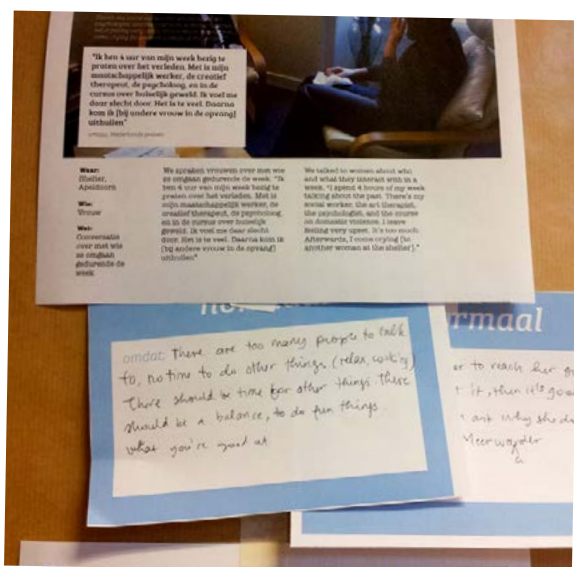 "Ik ben 4 uur van mijn week bezig te
praten over het verleden. Met is mijn
maatschappelijk werker, de creatief
therapeut, de psycholoog, en in de
cursus over huiselijk geweld. Ik voel me
daar slecht door. Het is te veel. Daarna
kom ik [bij andere vrouw in de opvang]
uithuilen"
Waar:
Shelter,
Apeldoorn
Wie:
Vrouw
Wat:
Conversatie
over met wie
ze omgaan
gedurende de
week
We spraken vrouwen over met wie
ze omgaan gedurende de week. "Ik
ben 4 uur van mijn week bezig te
praten over het verleden. Met is
mijn maatschappelijk werker, de
creatief therapeut, de psycholoog,
en in de cursus over huiselijk
geweld. Ik voel me daar slecht
door. Het is te veel. Daarna kom ik
[bij andere vrouw in de opvang]
uithuilen"
We talked to women about who
and what they interact with in a
week. "I spend 4 hours of my week
talking about the past. There's my
social worker, the art therapist,
the psychologist, and the course
on domestic violence. I leave
feeling very upset. It's too much.
Afterwards, I come crying [to
another woman at the shelter]."
omdat: There are too many people to talk
to, no time to do other things (relax, cooking)
There should be time for other things. There
should be a balance, to do fun things.
what you're good at
rmaal
er to reach her
it, then it's good
ask why she